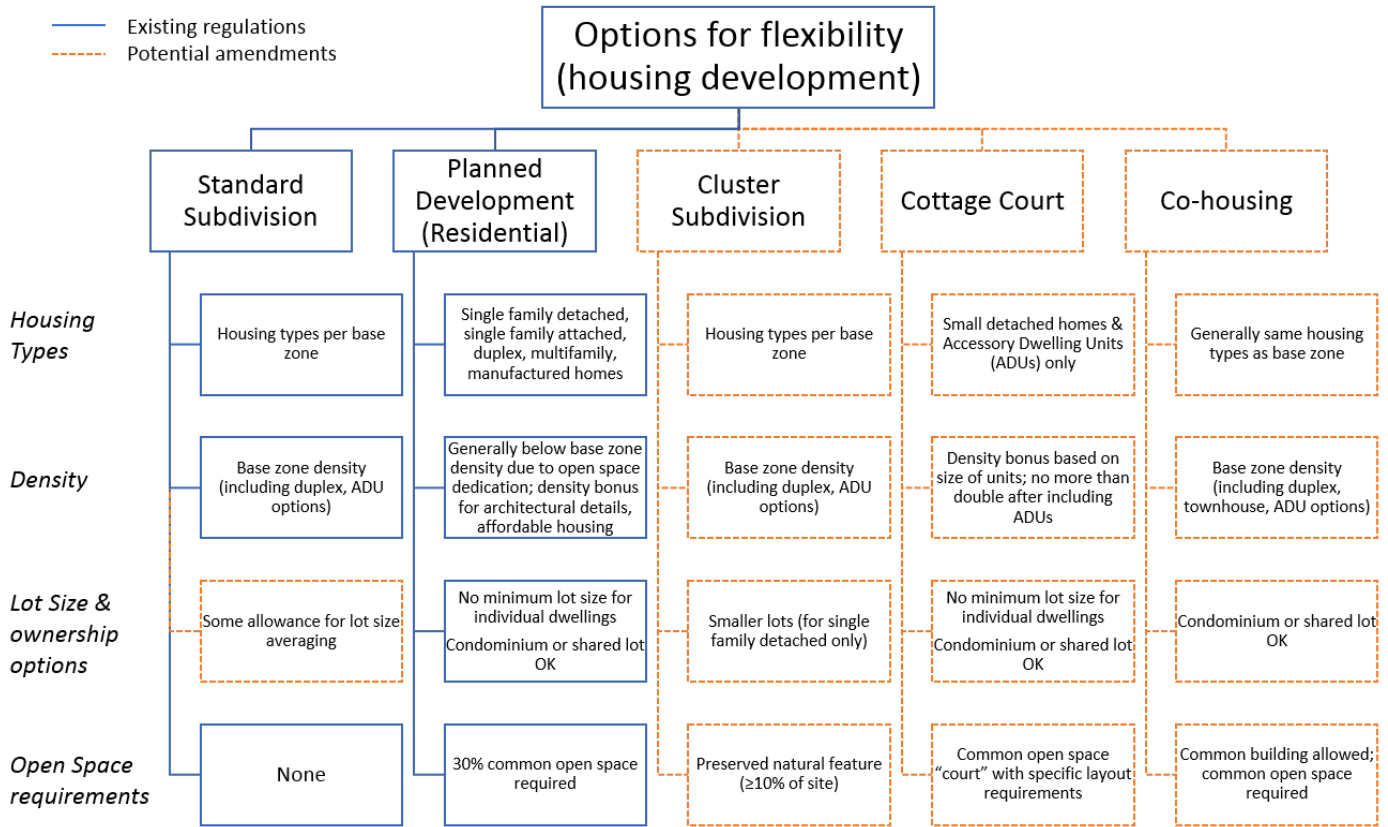 Existing regulations
Potential amendments
Options for flexibility
(housing development)
Standard
Subdivision
Planned
Development
(Residential)
Cluster
Subdivision
Cottage Court
Co-housing
Housing
Types
Housing types per base
zone
Single family detached,
single family attached,
duplex, multifamily,
manufactured homes
Housing types per base
zone
Small detached homes &
Accessory Dwelling Units
(ADUs) only
Generally same housing
types as base zone
Density
Base zone density
(including duplex, ADU
options)
Generally below base zone
density due to open space
dedication; density bonus
for architectural details,
affordable housing
Base zone density
(including duplex, ADU
options)
Density bonus based on
size of units; no more than
double after including
ADUs
Base zone density
(including duplex,
townhouse, ADU options)
Lot Size &
ownership
options
Some allowance for lot size
averaging
No minimum lot size for
individual dwellings
Condominium or shared lot
OK
Smaller lots (for single
family detached only)
No minimum lot size for
individual dwellings
Condominium or shared lot
OK
Condominium or shared lot
OK
Open Space
requirements
None
30% common open space
required
Preserved natural feature
(≥10% of site)
Common open space
“court” with specific layout
requirements
Common building allowed;
common open space
required